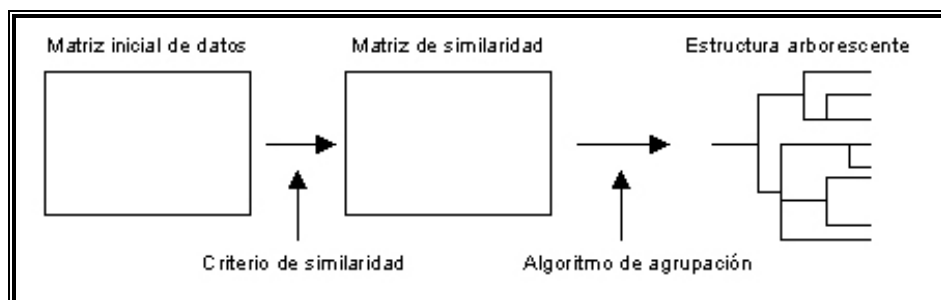 Matriz inicial de datos
Matriz de similaridad
Estructura arborescente
Criterio de similaridad
Algoritmo de agrupación